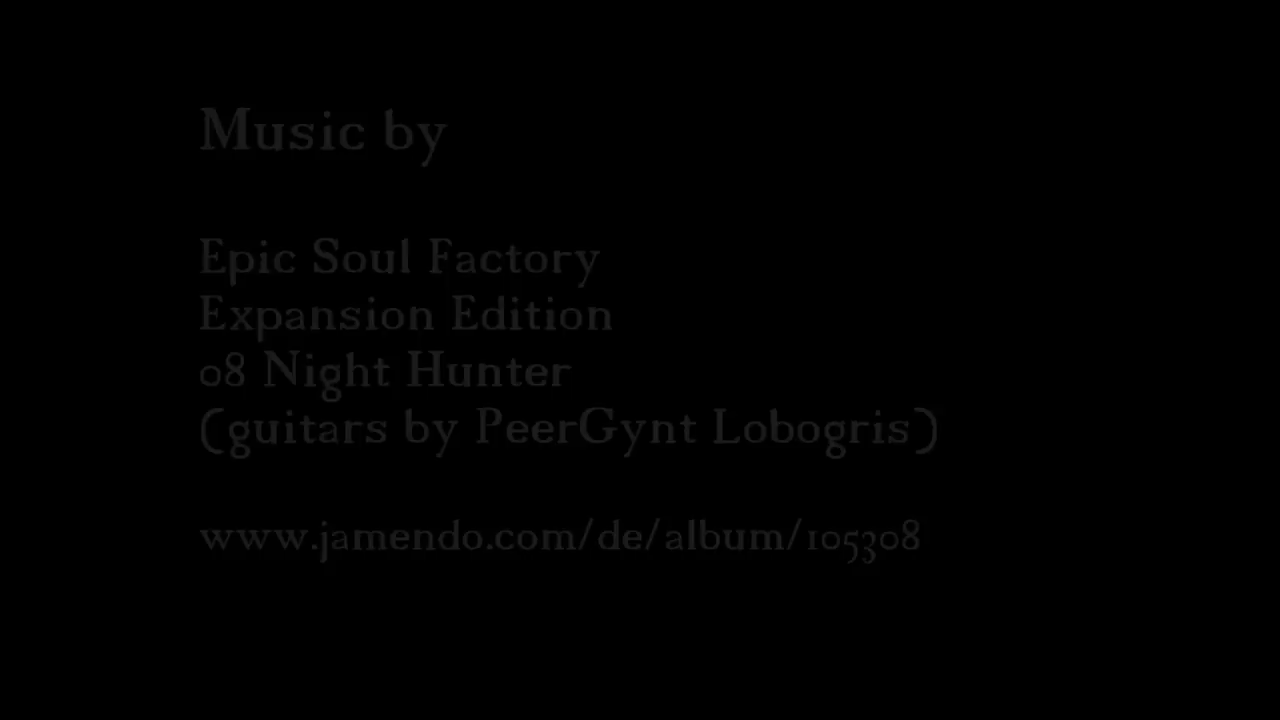 Music by
Epic Soul Factory
Expansion Edition
08 Night Hunter
(guitars by PeerGynt Lobogris)
www.jamendo.com/de/album/105308